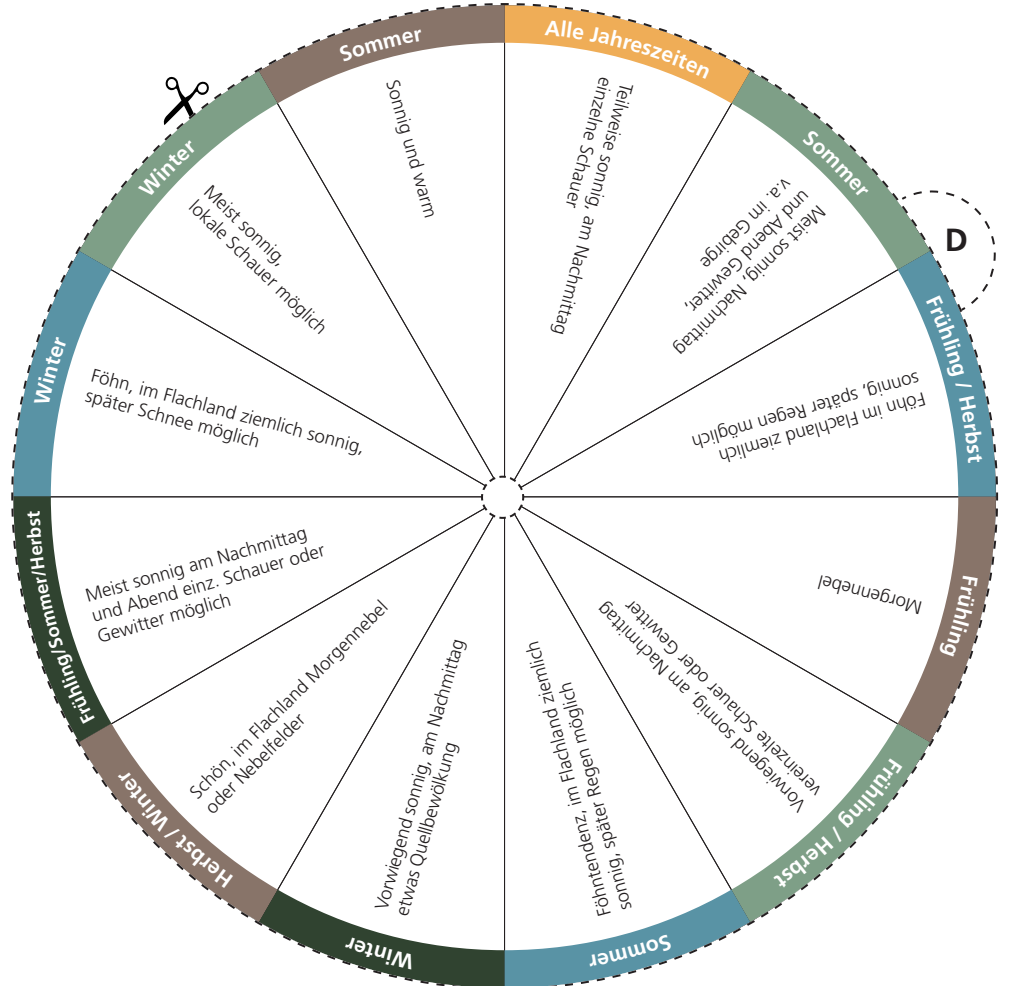 Alle Jahreszeiten
Teilweise sonnig, am Nachmittag
einzelne Schauer
Sommer
Meist sonnig, Nachmittag
und Abend Gewitter,
v.a. im Gebirge
D
Frühling / Herbst
Föhn im Flachland ziemlich
sonnig, später Regen möglich
Frühling
Morgennebel
Frühling / Herbst
Vorwiegend sonnig, am Nachmittag
vereinzelte Schauer oder Gewitter
Sommer
Föhntendenz, im Flachland ziemlich
sonnig, später Regen möglich
Winter
Vorwiegend sonnig, am Nachmittag
etwas Quellbewölkung
Herbst / Winter
Schön, im Flachland Morgennebel
oder Nebelfelder
Frühling/Sommer/Herbst
Meist sonnig am Nachmittag
und Abend einz. Schauer oder
Gewitter möglich
Winter
Föhn, im Flachland ziemlich sonnig,
später Schnee möglich
Winter
Meist sonnig,
lokale Schauer möglich
Sommer
Sonnig und warm